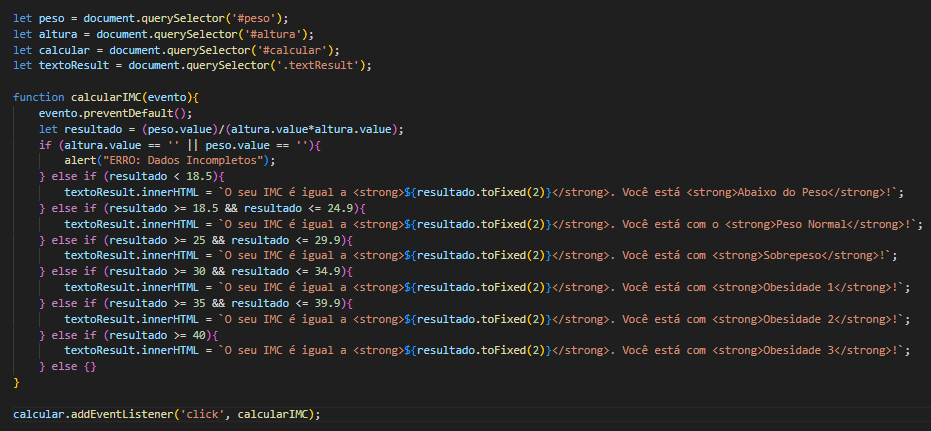 let peso = document.querySelector('#peso');
let altura = document.querySelector('#altura');
let calcular = document.querySelector('#calcular');
let textoResult = document.querySelector('.textResult');

function calcularIMC(evento){
    evento.preventDefault();
    let resultado = (peso.value)/(altura.value*altura.value);
    if (altura.value == '' || peso.value == ''){
        alert("ERRO: Dados Incompletos");
    } else if (resultado < 18.5){
        textoResult.innerHTML = `O seu IMC é igual a <strong>${resultado.toFixed(2)}</strong>. Você está <strong>Abaixo do Peso</strong>!`;
    } else if (resultado >= 18.5 && resultado <= 24.9){
        textoResult.innerHTML = `O seu IMC é igual a <strong>${resultado.toFixed(2)}</strong>. Você está com o <strong>Peso Normal</strong>!`;
    } else if (resultado >= 25 && resultado <= 29.9){
        textoResult.innerHTML = `O seu IMC é igual a <strong>${resultado.toFixed(2)}</strong>. Você está com <strong>Sobrepeso</strong>!`;
    } else if (resultado >= 30 && resultado <= 34.9){
        textoResult.innerHTML = `O seu IMC é igual a <strong>${resultado.toFixed(2)}</strong>. Você está com <strong>Obesidade 1</strong>!`;
    } else if (resultado >= 35 && resultado <= 39.9){
        textoResult.innerHTML = `O seu IMC é igual a <strong>${resultado.toFixed(2)}</strong>. Você está com <strong>Obesidade 2</strong>!`;
    } else if (resultado >= 40){
        textoResult.innerHTML = `O seu IMC é igual a <strong>${resultado.toFixed(2)}</strong>. Você está com <strong>Obesidade 3</strong>!`;
    } else {}
}

calcular.addEventListener('click', calcularIMC);